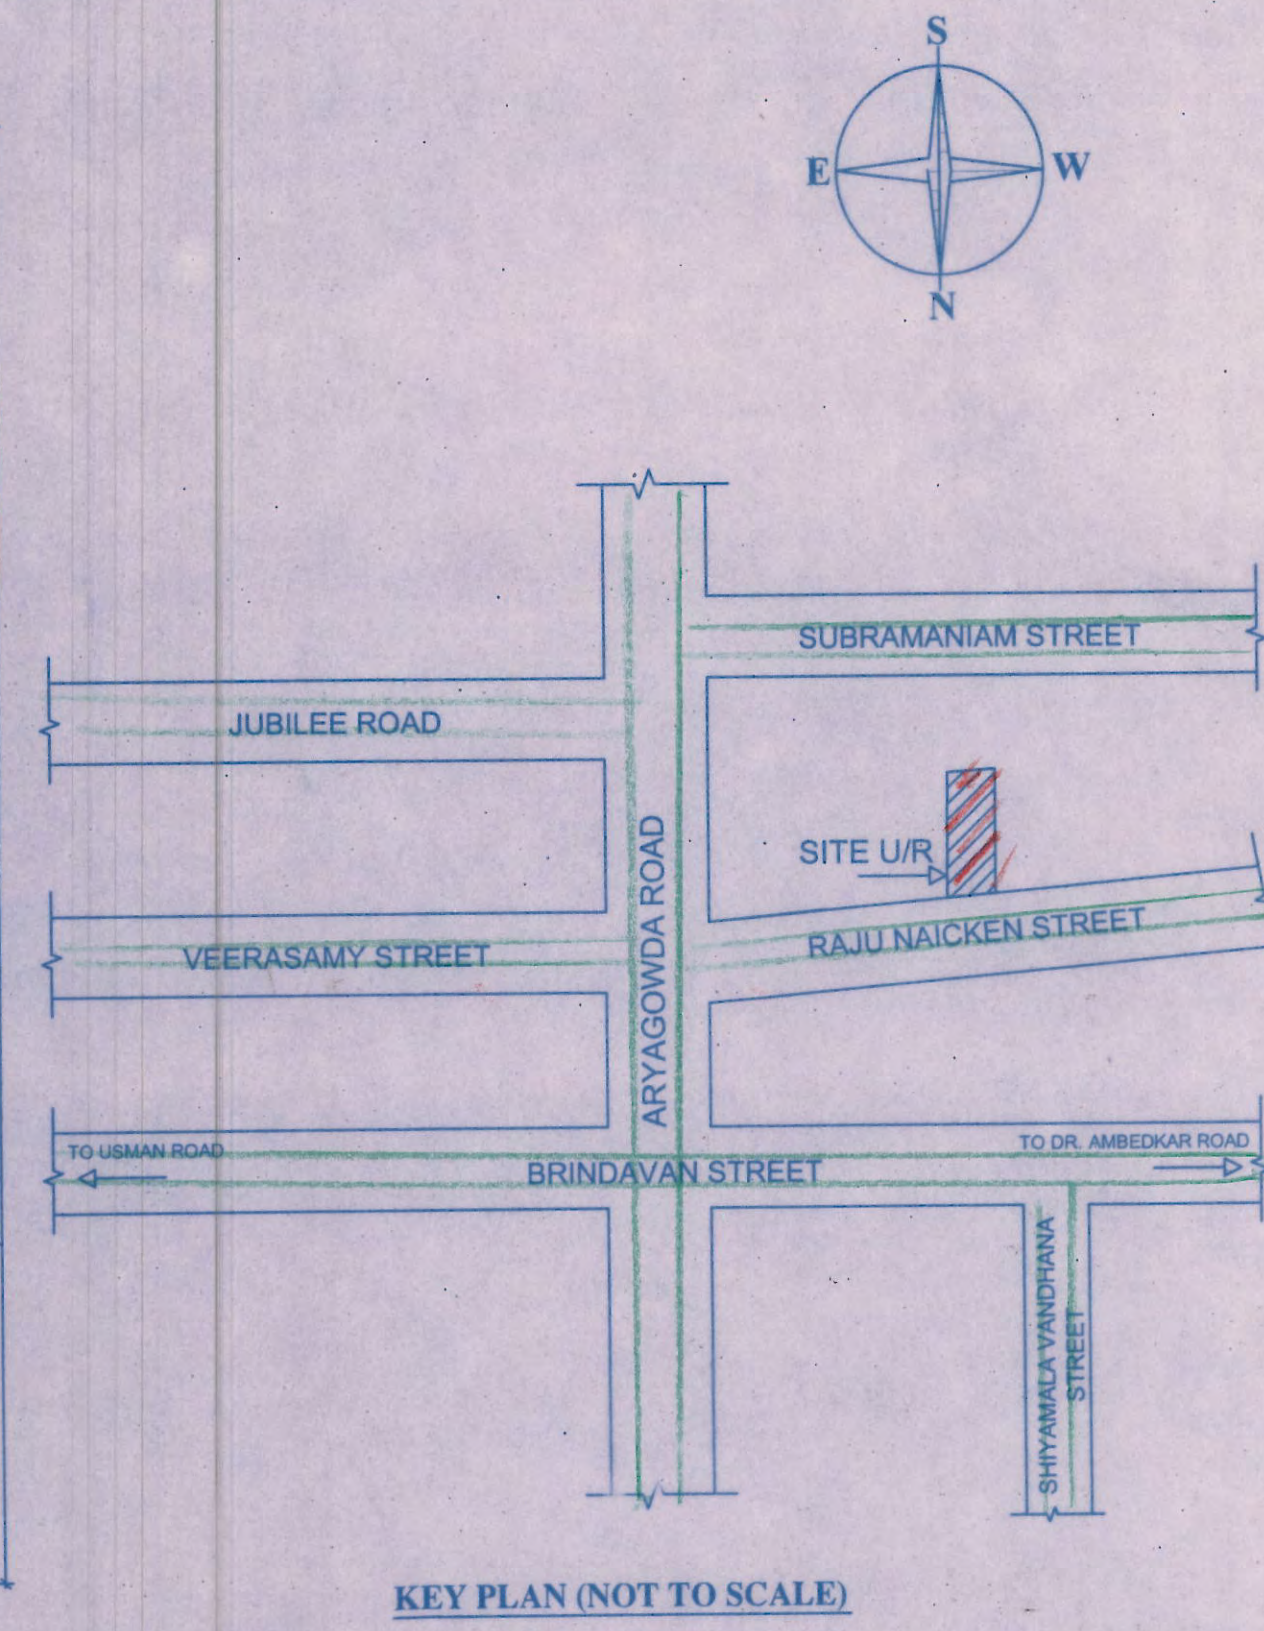 S
E
W
N
SUBRAMANIAM STREET
JUBILEE ROAD
SITE U/R
ARYAGOWDA ROAD
RAJU NAICKEN STREET
VEERASAMY STREET
TO USMAN ROAD
TO DR. AMBEDKAR ROAD
BRINDAVAN STREET
SHIYAMALA VANDHANA
STREET
KEY PLAN (NOT TO SCALE)